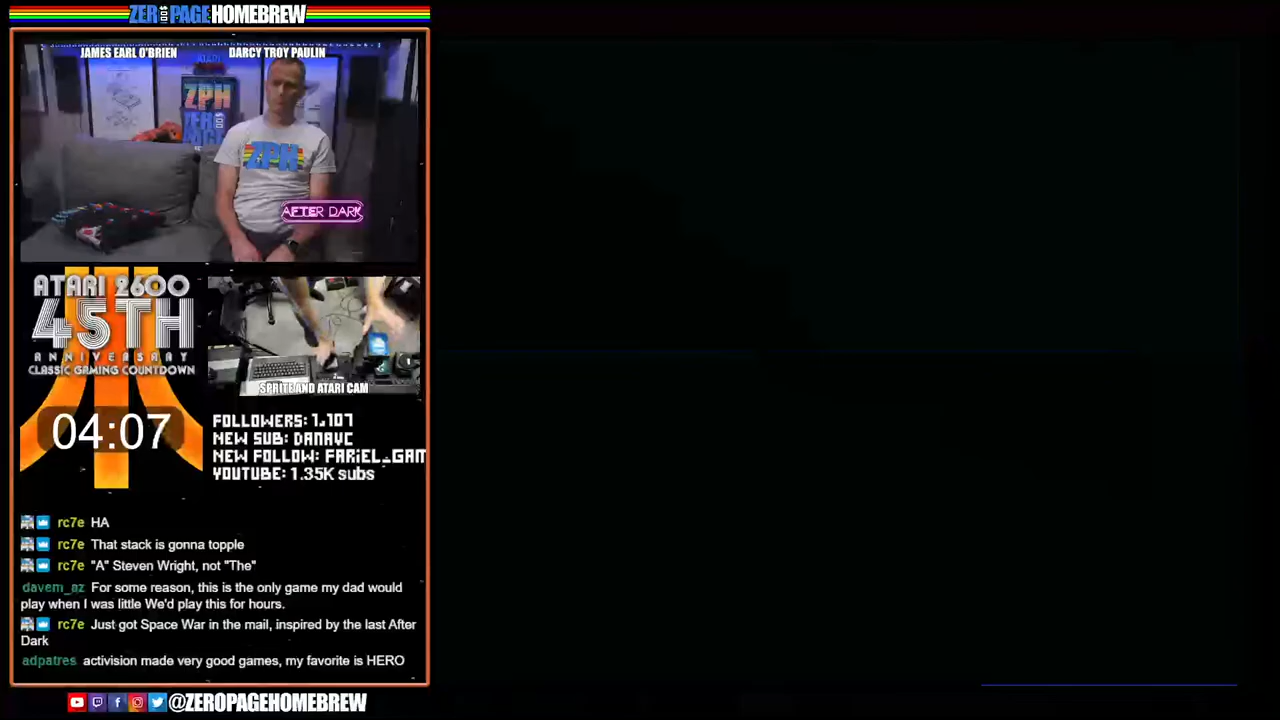 ZEROPAGEHOMEBREW
JAMES EARL O'BRIEN
DARCY TROY PAULIN
ZPH
ZERO
PAGE
ZPH
AFTER DARK
ATARI 2600
45TH
ANNIVERSARY
CLASSIC GAMING COUNTDOWN
04:07
SPRITE AND ATARI CAM
FOLLOWERS: 1,107
NEW SUB: DANAVC
NEW FOLLOW: FARIEL_GAM
YOUTUBE: 1.35K subs
rc7e HA
rc7e That stack is gonna topple
rc7e "A" Steven Wright, not "The"
davem_az For some reason, this is the only game my dad would
play when I was little We'd play this for hours.
rc7e Just got Space War in the mail, inspired by the last After
Dark
adpatres activision made very good games, my favorite is HERO
@ZEROPAGEHOMEBREW